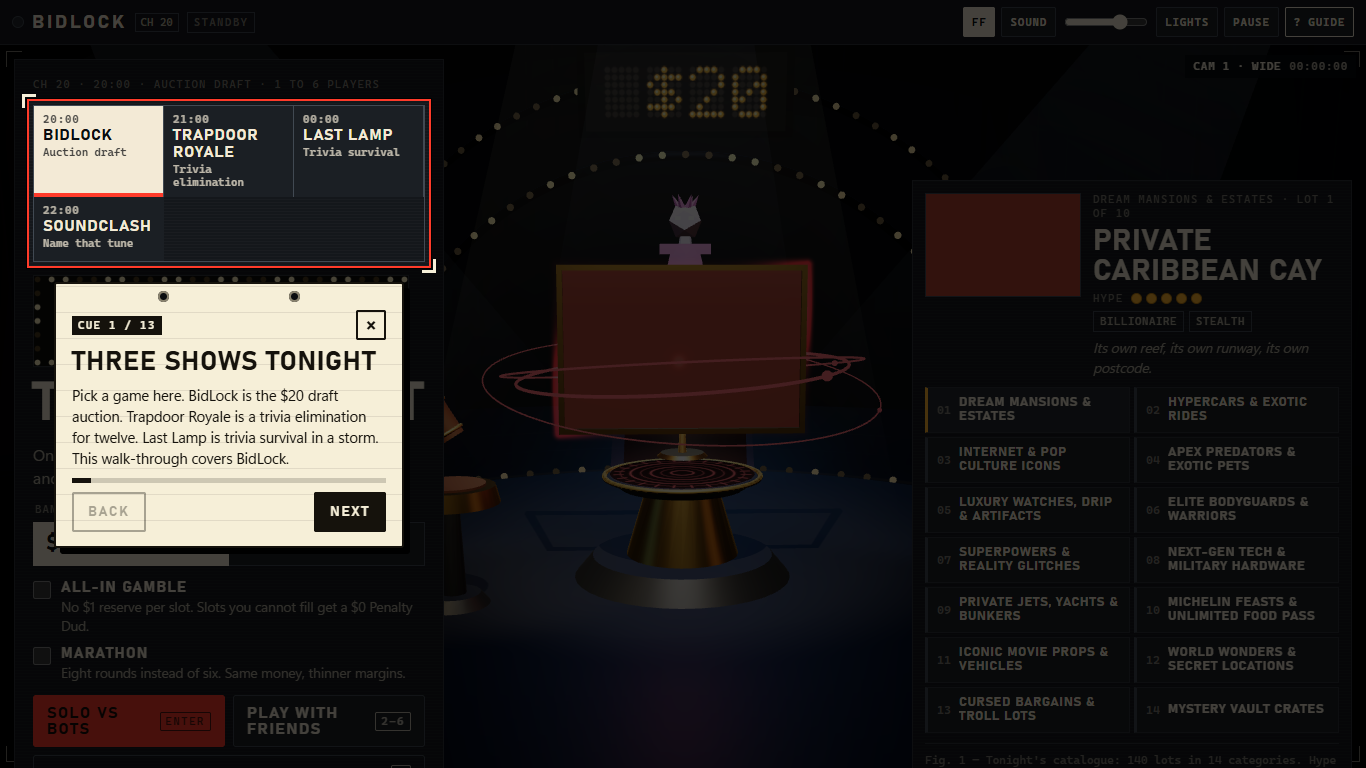 BIDLOCK CH 20 STANDBY
FF SOUND LIGHTS PAUSE ? GUIDE
CH 20 · 20:00 · AUCTION DRAFT · 1 TO 6 PLAYERS
20:00
BIDLOCK
Auction draft
21:00
TRAPDOOR
ROYALE
Trivia
elimination
00:00
LAST LAMP
Trivia survival
22:00
SOUNDCLASH
Name that tune
CUE 1 / 13
×
THREE SHOWS TONIGHT
Pick a game here. BidLock is the $20 draft
auction. Trapdoor Royale is a trivia elimination
for twelve. Last Lamp is trivia survival in a storm.
This walk-through covers BidLock.
BACK
NEXT
ALL-IN GAMBLE
No $1 reserve per slot. Slots you cannot fill get a $0 Penalty
Dud.
MARATHON
Eight rounds instead of six. Same money, thinner margins.
SOLO VS
BOTS
ENTER
PLAY WITH
FRIENDS
2–6
$20
CAM 1 · WIDE 00:00:00
DREAM MANSIONS & ESTATES · LOT 1
OF 10
PRIVATE
CARIBBEAN CAY
HYPE
BILLIONAIRE STEALTH
Its own reef, its own runway, its own
postcode.
01 DREAM MANSIONS &
ESTATES
02 HYPERCARS & EXOTIC
RIDES
03 INTERNET & POP
CULTURE ICONS
04 APEX PREDATORS &
EXOTIC PETS
05 LUXURY WATCHES, DRIP
& ARTIFACTS
06 ELITE BODYGUARDS &
WARRIORS
07 SUPERPOWERS &
REALITY GLITCHES
08 NEXT-GEN TECH &
MILITARY HARDWARE
09 PRIVATE JETS, YACHTS &
BUNKERS
10 MICHELIN FEASTS &
UNLIMITED FOOD PASS
11 ICONIC MOVIE PROPS &
VEHICLES
12 WORLD WONDERS &
SECRET LOCATIONS
13 CURSED BARGAINS &
TROLL LOTS
14 MYSTERY VAULT CRATES
Fig. 1 — Tonight's catalogue: 140 lots in 14 categories. Hype